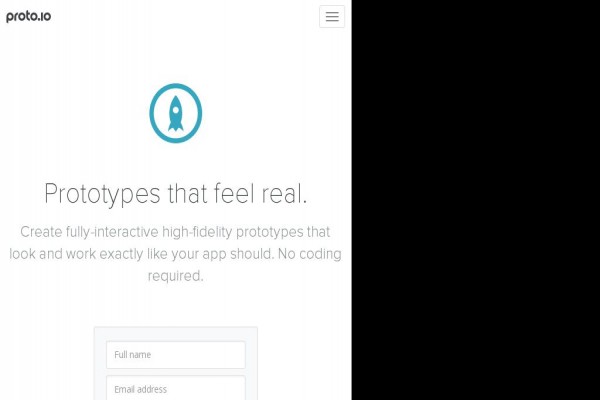 proto.io
Prototypes that feel real.
Create fully-interactive high-fidelity prototypes that
look and work exactly like your app should. No coding
required.
Full name
Email address